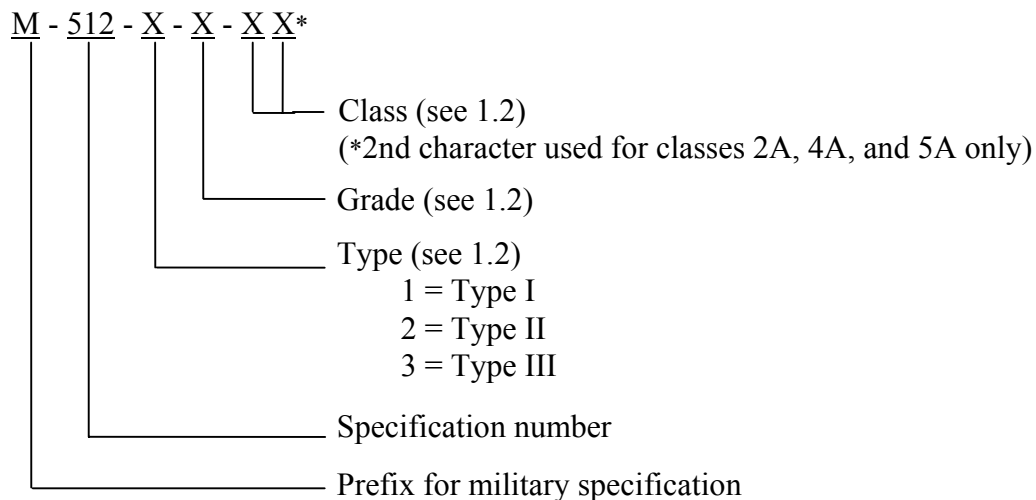 M - 512 - X - X - X X*
Class (see 1.2)
(*2nd character used for classes 2A, 4A, and 5A only)
Grade (see 1.2)
Type (see 1.2)
1 = Type I
2 = Type II
3 = Type III
Specification number
Prefix for military specification